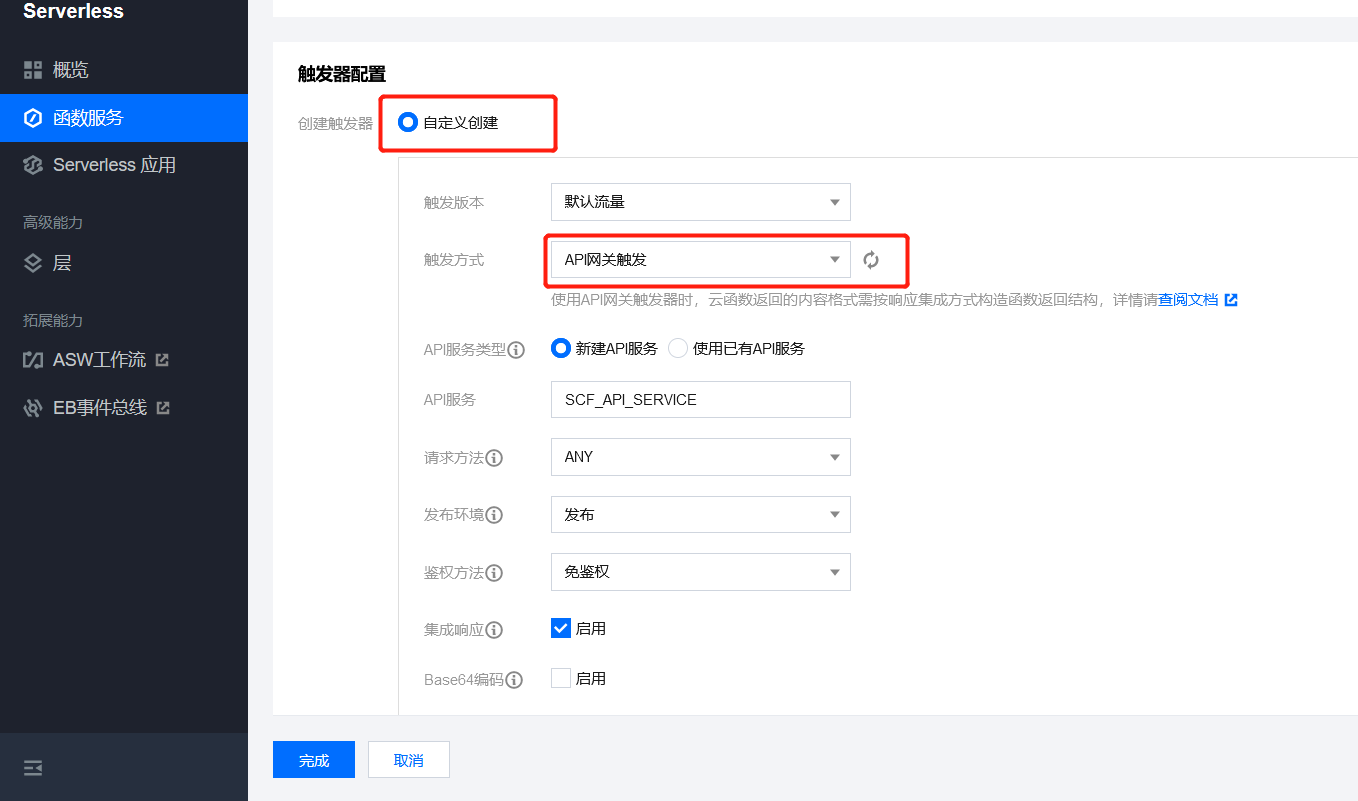 Serverless
概览
函数服务
Serverless 应用
高级能力
层
拓展能力
ASW工作流
EB事件总线
触发器配置
创建触发器 自定义创建
触发版本 默认流量
触发方式 API网关触发
使用API网关触发器时，云函数返回的内容格式需按响应集成方式构造函数返回结构，详情请查阅文档
API服务类型 新建API服务 使用已有API服务
API服务 SCF_API_SERVICE
请求方法 ANY
发布环境 发布
鉴权方法 免鉴权
集成响应 启用
Base64编码 启用
完成 取消